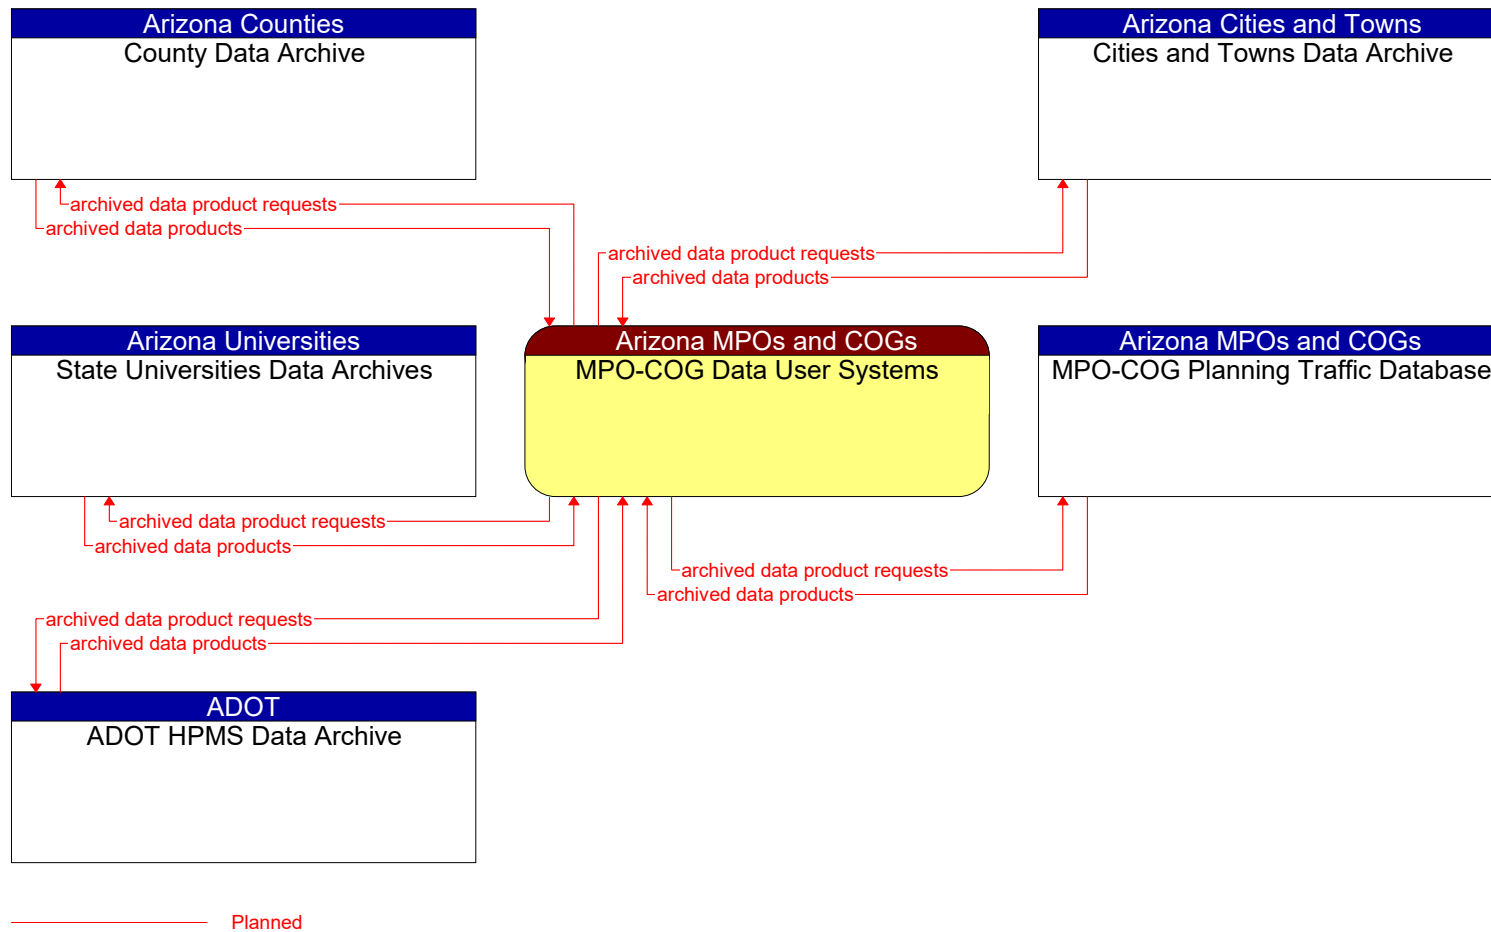 Arizona Counties
County Data Archive
Arizona Cities and Towns
Cities and Towns Data Archive
archived data product requests
archived data products
archived data product requests
archived data products
Arizona Universities
State Universities Data Archives
Arizona MPOs and COGs
MPO-COG Data User Systems
Arizona MPOs and COGs
MPO-COG Planning Traffic Database
archived data product requests
archived data products
archived data product requests
archived data products
archived data product requests
archived data products
ADOT
ADOT HPMS Data Archive
Planned